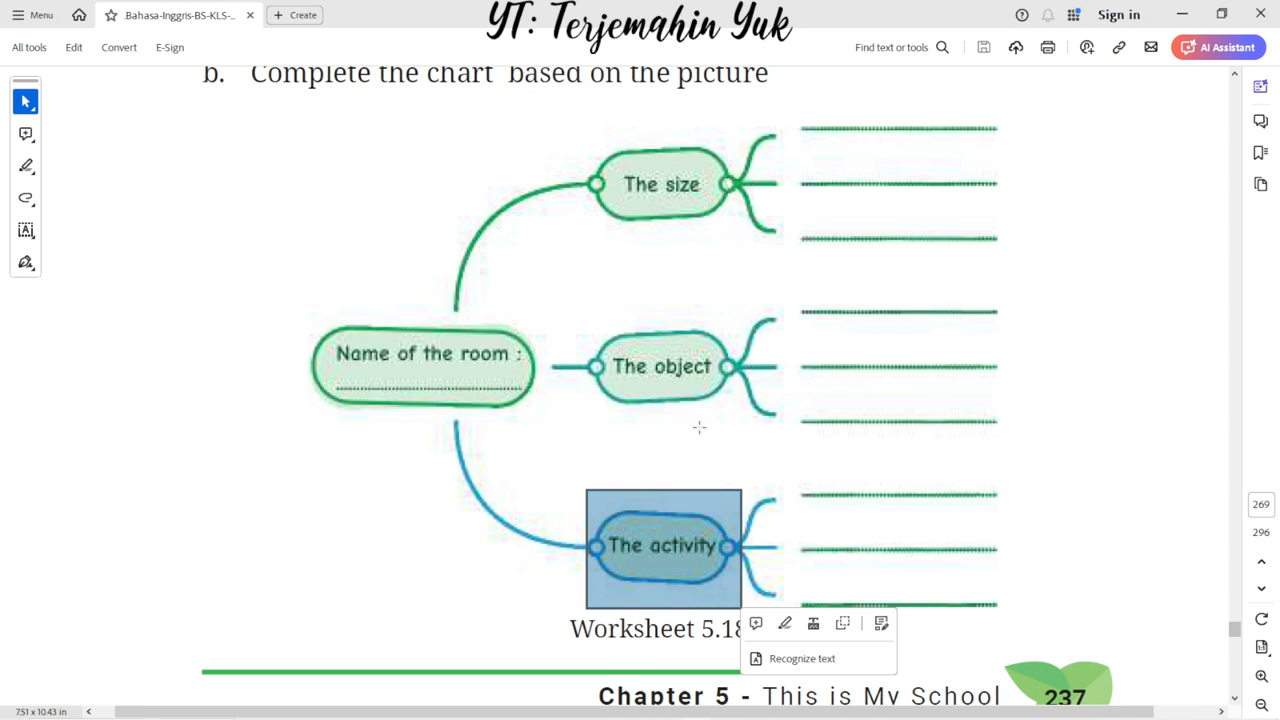 Menu
.Bahasa-Inggris-BS-KLS-...
Create
YT: Terjemahin Yuk
Sign in
All tools
Edit
Convert
E-Sign
Find text or tools
AI Assistant
b. Complete the chart based on the picture
The size
Name of the room :
The object
The activity
Worksheet 5.18
Recognize text
Chapter 5 - This is My School
237
269
296
7.51 x 10.43 in